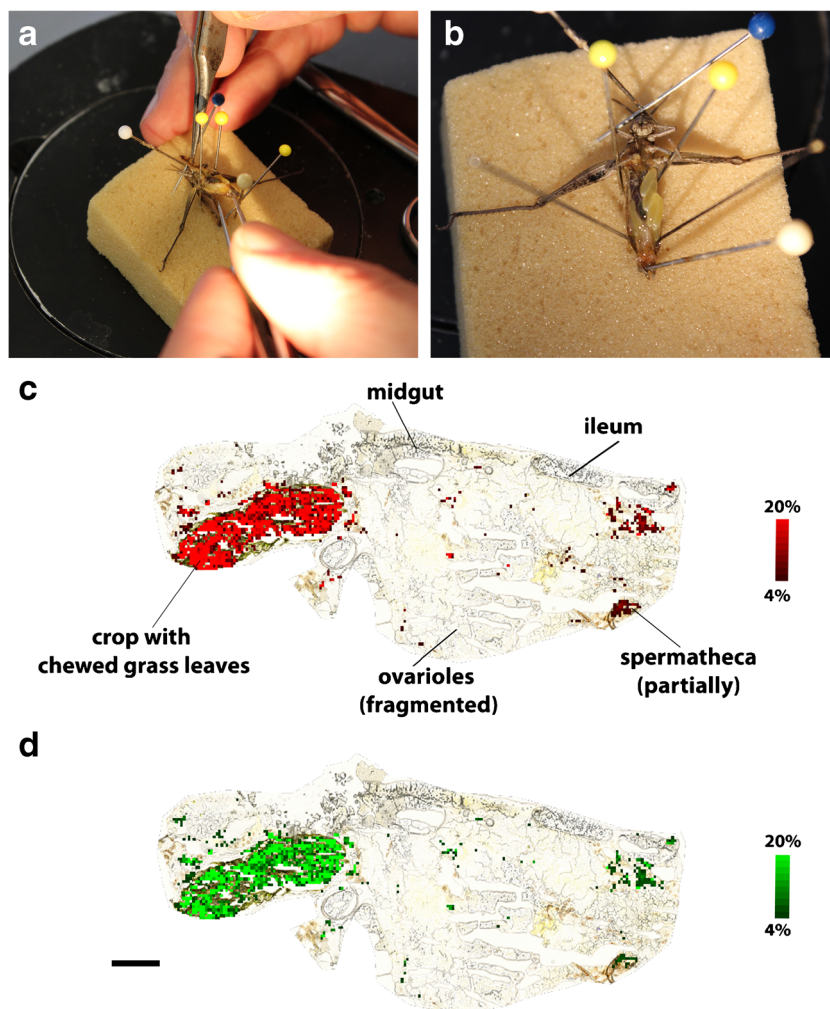 a
b
c
midgut
ileum
20%
4%
crop with
chewed grass leaves
ovarioles
(fragmented)
spermatheca
(partially)
d
20%
4%